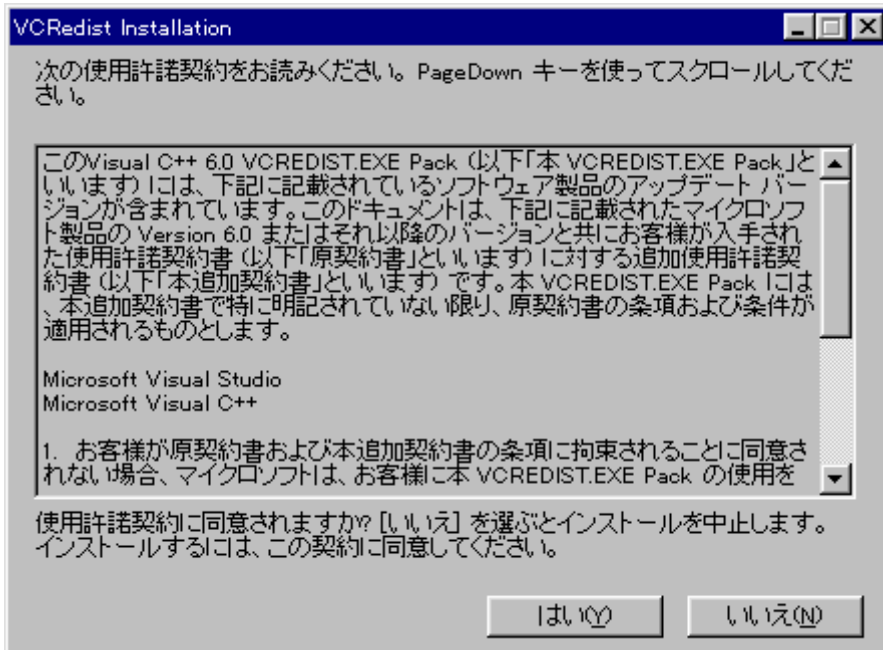 VCRedist Installation
次の使用許諾契約をお読みください。PageDown キーを使ってスクロールしてくだ
さい。
このVisual C++ 6.0 VCREDIST.EXE Pack (以下「本 VCREDIST.EXE Pack」と
いいます) には、下記に記載されているソフトウェア製品のアップデート バー
ジョンが含まれています。このドキュメントは、下記に記載されたマイクロソフ
ト製品の Version 6.0 またはそれ以降のバージョンと共にお客様が入手され
た使用許諾契約書 (以下「原契約書」といいます) に対する追加使用許諾契
約書 (以下「本追加契約書」といいます) です。本 VCREDIST.EXE Pack には
、本追加契約書で特に明記されていない限り、原契約書の条項および条件が
適用されるものとします。
Microsoft Visual Studio
Microsoft Visual C++
1. お客様が原契約書および本追加契約書の条項に拘束されることに同意さ
れない場合、マイクロソフトは、お客様に本 VCREDIST.EXE Pack の使用を
使用許諾契約に同意されますか? [いいえ] を選ぶとインストールを中止します。
インストールするには、この契約に同意してください。
はい(Y)
いいえ(N)